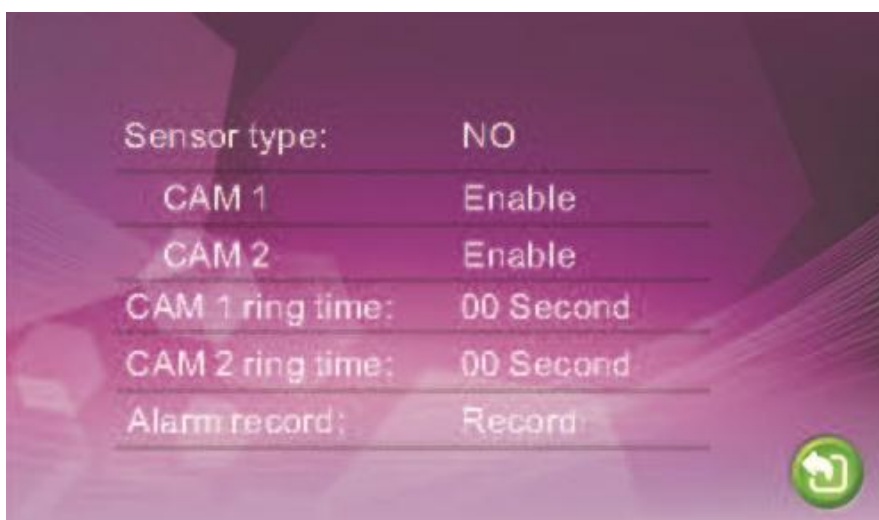 Sensor type: NO
CAM 1 Enable
CAM 2 Enable
CAM 1 ring time: 00 Second
CAM 2 ring time: 00 Second
Alarm record: Record